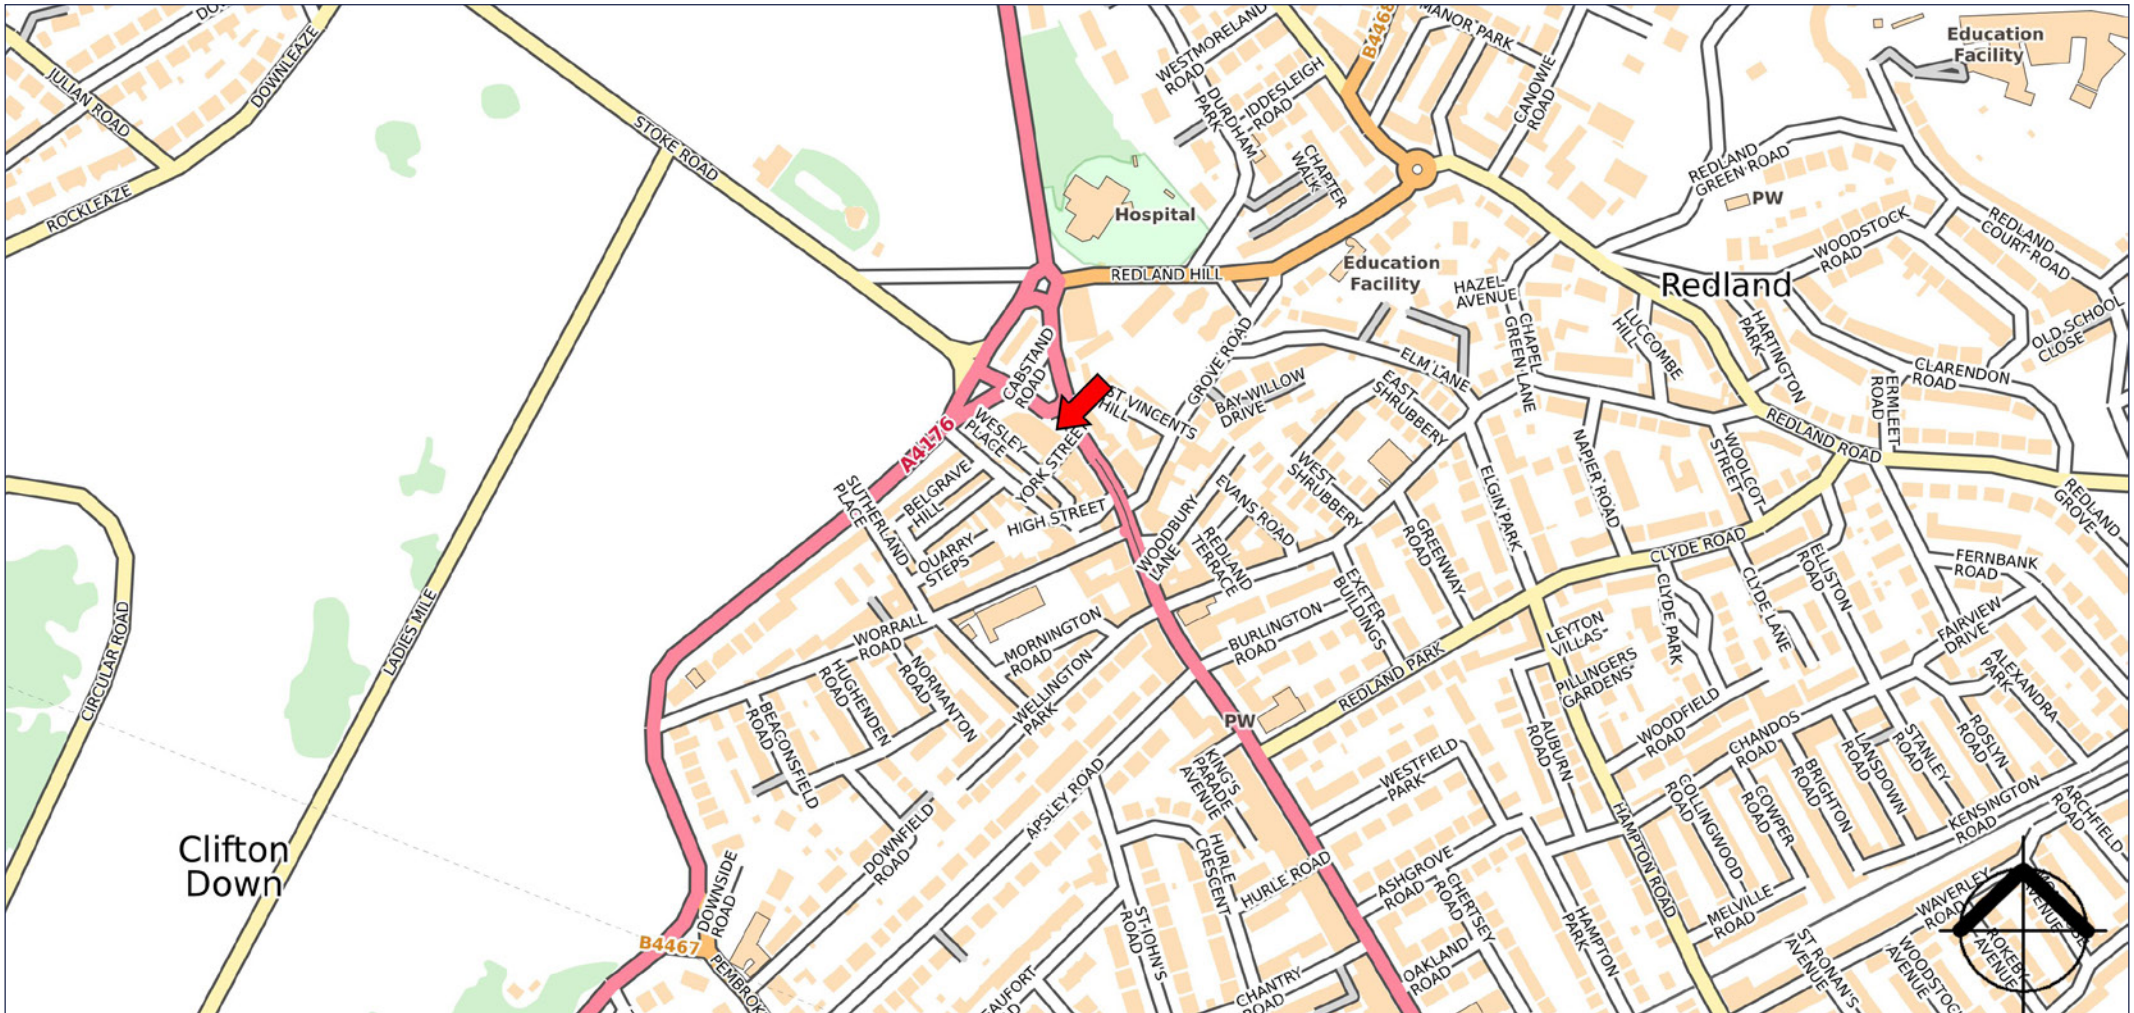 JULIAN ROAD
DOWNLEAZE
ROCKLEAZE
STOKE ROAD
LADIES MILE
CIRCULAR ROAD
Clifton
Down
WESTMORELAND
ROAD
DURDHAM
PARK
IDDESLEIGH
ROAD
CHAPTER
WALK
B4468
MANOR PARK
CANOWIE
ROAD
Education
Facility
REDLAND
GREEN ROAD
PW
WOODSTOCK
ROAD
REDLAND
COURT ROAD
OLD SCHOOL
CLOSE
Hospital
REDLAND HILL
Education
Facility
HAZEL
AVENUE
Redland
LUCCOMBE
HILL
HARTINGTON
PARK
CLARENDON
ROAD
ERMLEET
ROAD
CHAPEL
GREEN LANE
ELM LANE
GROVE ROAD
BAY WILLOW
DRIVE
EAST
SHRUBBERY
WEST
SHRUBBERY
CABSTAND
ROAD
ST VINCENTS
HILL
WESLEY
PLACE
YORK STREET
A4176
BELGRAVE
HILL
SUTHERLAND
PLACE
HIGH STREET
QUARRY
STEPS
WOODBURY
LANE
EVANS ROAD
REDLAND
TERRACE
ELGIN PARK
NAPIER ROAD
WOOLCOT
STREET
REDLAND ROAD
REDLAND
GROVE
GREENWAY
ROAD
CLYDE ROAD
CLYDE PARK
CLYDE LANE
ELLISTON
ROAD
FERNBANK
ROAD
FAIRVIEW
DRIVE
ALEXANDRA
PARK
EXETER
BUILDINGS
BURLINGTON
ROAD
LEYTON
VILLAS
PILLINGERS
GARDENS
REDLAND PARK
WORRALL
ROAD
MORNINGTON
ROAD
WELLINGTON
PARK
NORMANTON
ROAD
HUGHENDEN
ROAD
BEACONSFIELD
ROAD
PW
APSLEY ROAD
KING'S
PARADE
AVENUE
WESTFIELD
PARK
AUBURN
ROAD
WOODFIELD
ROAD
CHANDOS
ROAD
COLLINGWOOD
ROAD
COWPER
ROAD
BRIGHTON
ROAD
LANSDOWN
ROAD
STANLEY
ROAD
ROSLYN
ROAD
KENSINGTON
ROAD
ARCHFIELD
ROAD
HAMPTON ROAD
DOWNFIELD
ROAD
HURLE
CRESCENT
HURLE ROAD
ASHGROVE
ROAD
CHERTSEY
ROAD
HAMPTON
PARK
MELVILLE
ROAD
WAVERLEY
ROAD
DOWNSIDE
ROAD
B4467
ST JOHN'S
ROAD
CHANTRY
ROAD
OAKLAND
ROAD
ST RONAN'S
AVENUE
AVENUE
ROKEBY
AVENUE